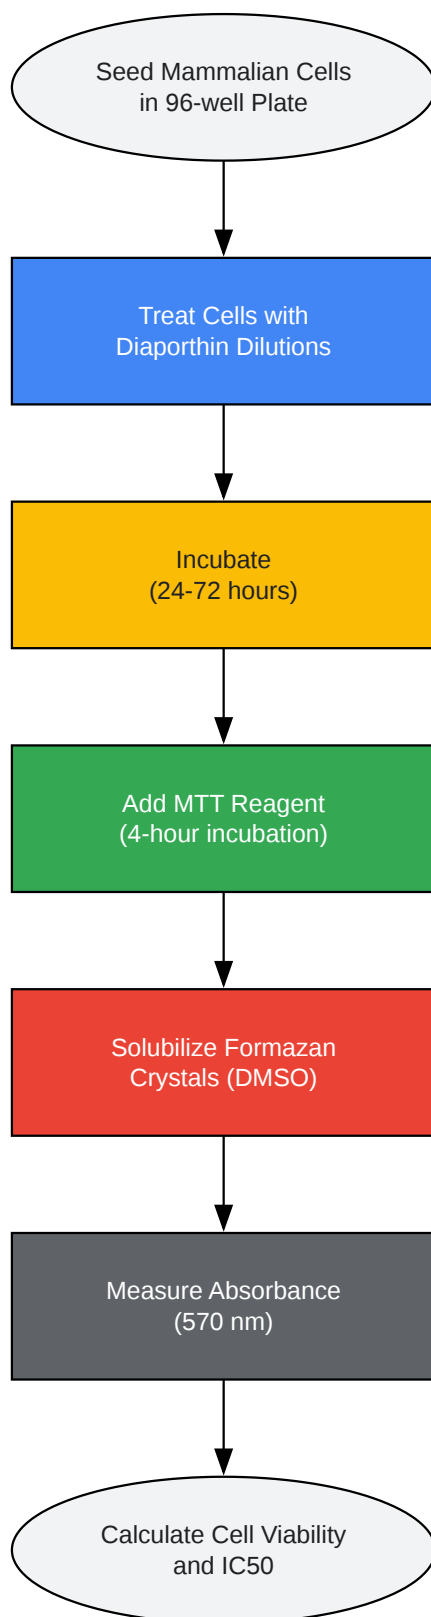 Seed Mammalian Cells
in 96-well Plate
Treat Cells with
Diaporthin Dilutions
Incubate
(24-72 hours)
Add MTT Reagent
(4-hour incubation)
Solubilize Formazan
Crystals (DMSO)
Measure Absorbance
(570 nm)
Calculate Cell Viability
and IC50